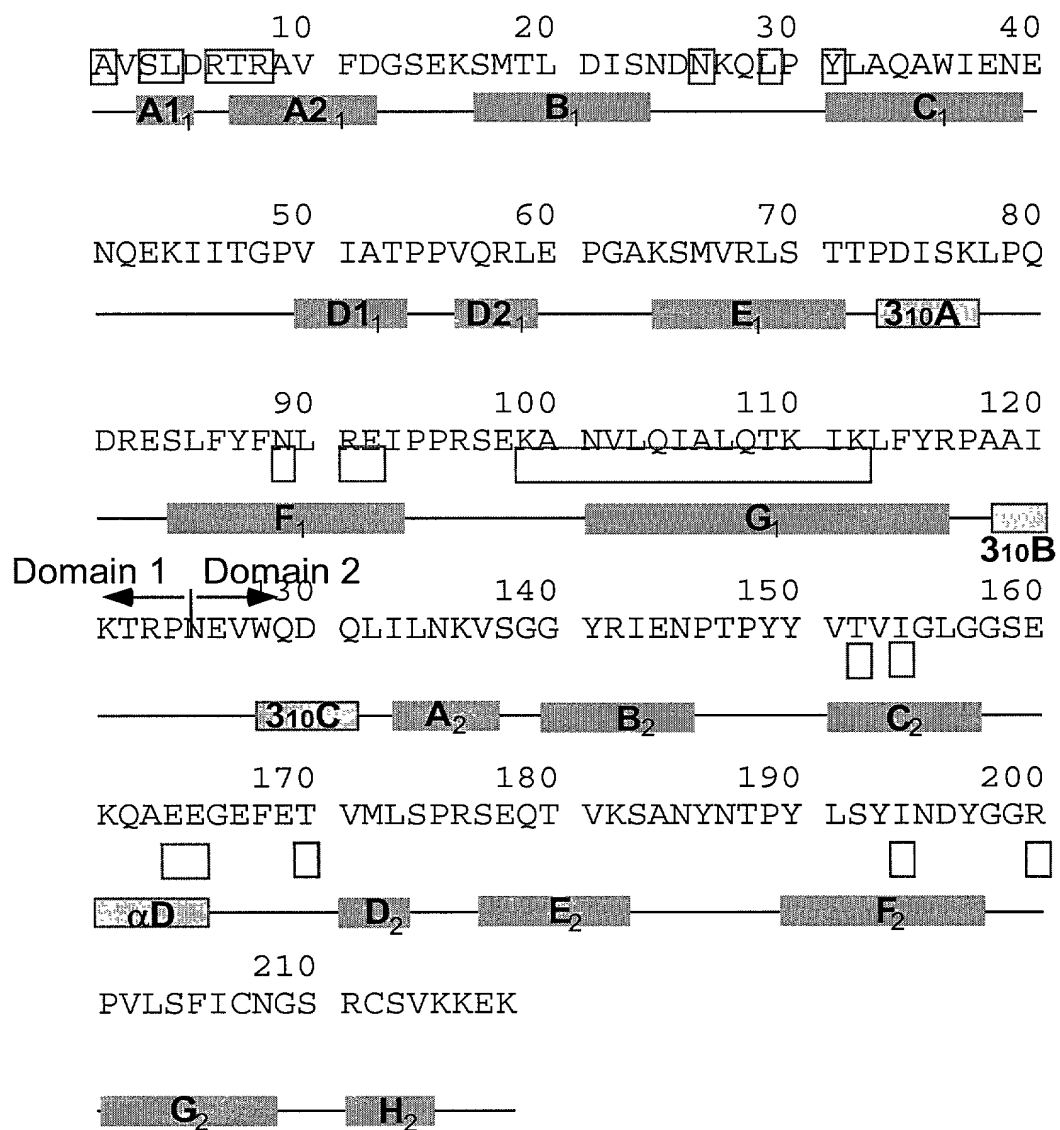 10 20 30 40
AVSLDRTRAV FDGSEKSMTL DISNDNKQLP YLAQAWIENE
A1₁ A2₁ B₁ C₁
50 60 70 80
NQEKIITGPV IATPPVQRLE PGAKSMVRLS TTPDISKLPQ
D1₁ D2₁ E₁ 3₁₀A
90 100 110 120
DRESLFYFNL REIPPRSEKA NVLQIALQTK IKLFYRPAAI
F₁ G₁ 3₁₀B
Domain 1 Domain 2
130 140 150 160
KTRPNEVWQD QLILNKVSGG YRIENPTPYY VTVIGLGGSE
3₁₀C A₂ B₂ C₂
170 180 190 200
KQAEEGEFET VMLSPRSEQT VKSANYNTPY LSYINDYGGR
αD D₂ E₂ F₂
210
PVLSFICNGS RCSVKKEK
G₂ H₂